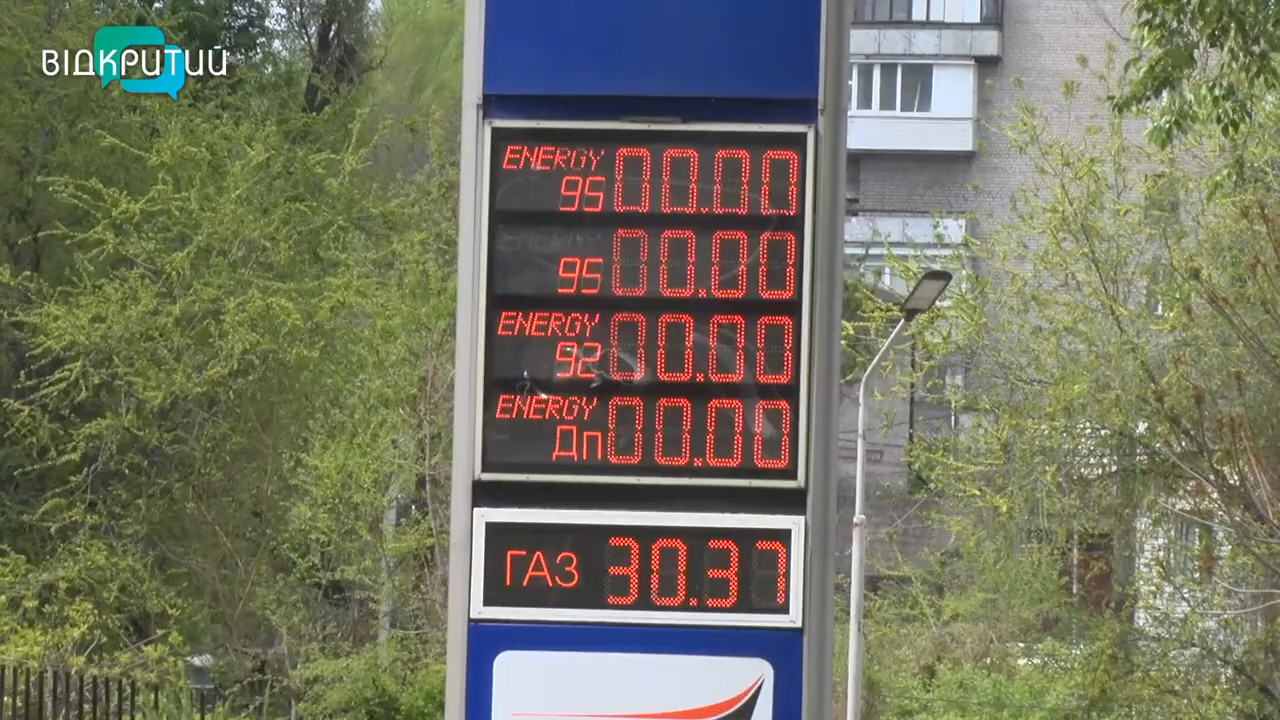 ВІДКРИТИЙ
ENERGY
95 00.00
95 00.00
ENERGY
92 00.00
ENERGY
Дп 00.00
ГАЗ 30.37